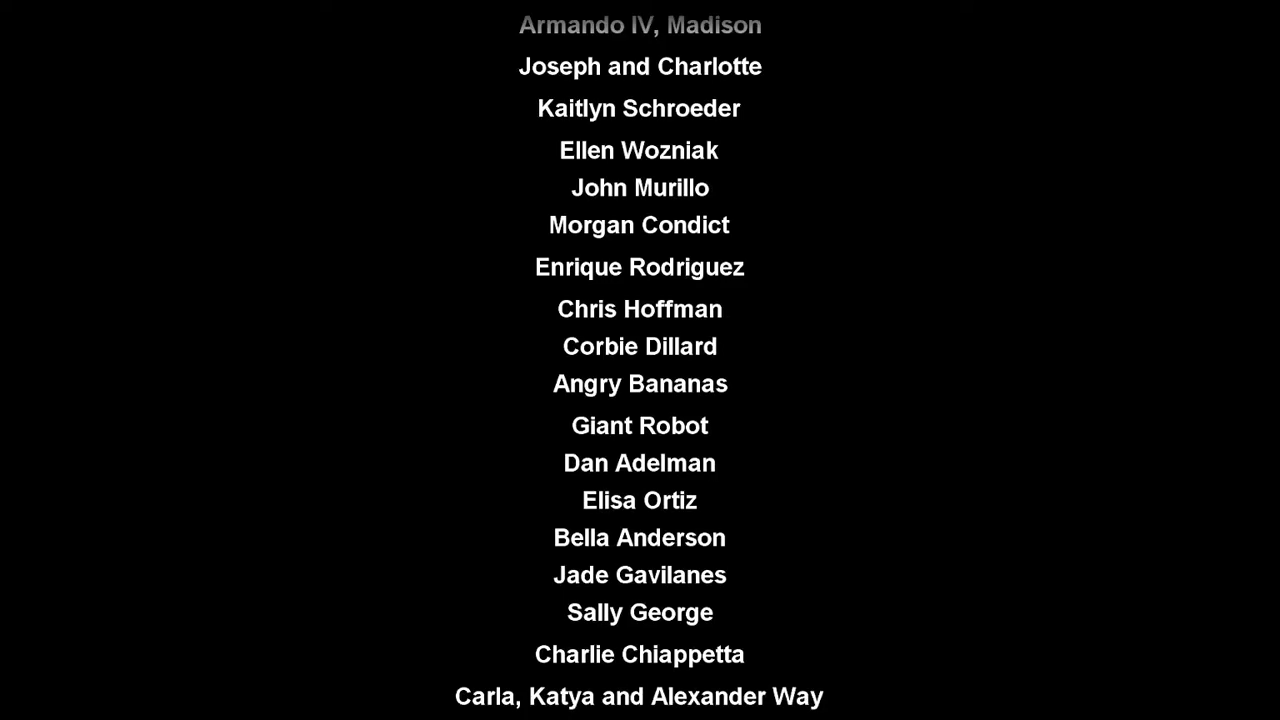 Armando IV, Madison
Joseph and Charlotte
Kaitlyn Schroeder
Ellen Wozniak
John Murillo
Morgan Condict
Enrique Rodriguez
Chris Hoffman
Corbie Dillard
Angry Bananas
Giant Robot
Dan Adelman
Elisa Ortiz
Bella Anderson
Jade Gavilanes
Sally George
Charlie Chiappetta
Carla, Katya and Alexander Way